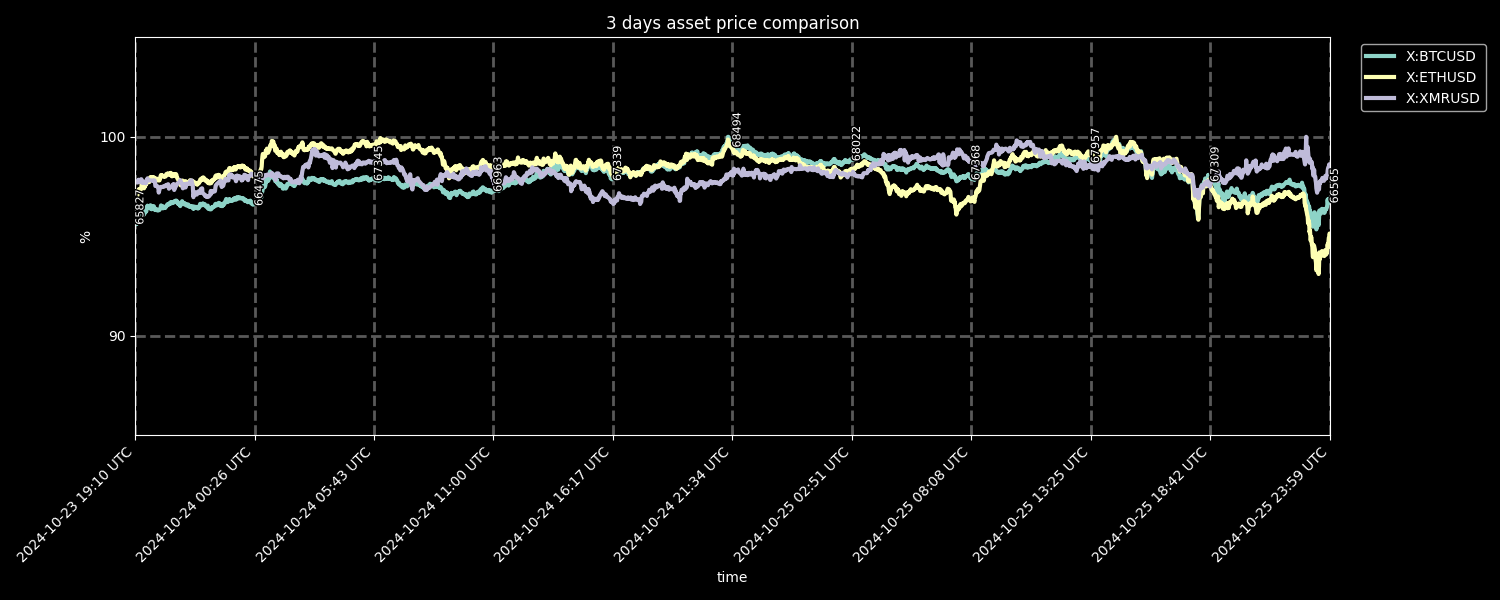 3 days asset price comparison
X:BTCUSD
X:ETHUSD
X:XMRUSD
100
90
%
66475
67345
66963
67339
68494
68022
67368
67957
67309
66565
2024-10-23 19:10 UTC
2024-10-24 00:26 UTC
2024-10-24 05:43 UTC
2024-10-24 11:00 UTC
2024-10-24 16:17 UTC
2024-10-24 21:34 UTC
2024-10-25 02:51 UTC
2024-10-25 08:08 UTC
2024-10-25 13:25 UTC
2024-10-25 18:42 UTC
2024-10-25 23:59 UTC
time